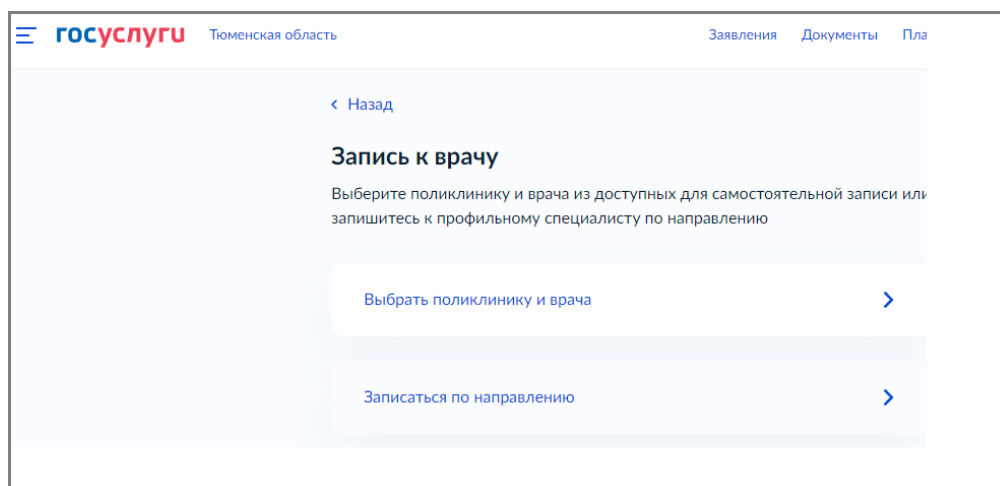 госуслуги Тюменская область Заявления Документы Пла
Назад
Запись к врачу
Выберите поликлинику и врача из доступных для самостоятельной записи или
запишитесь к профильному специалисту по направлению
Выбрать поликлинику и врача
Записаться по направлению